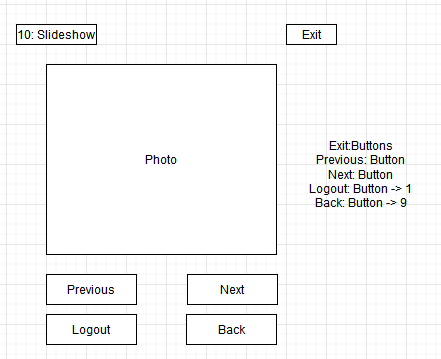 10: Slideshow
Exit
Photo
Exit:Buttons
Previous: Button
Next: Button
Logout: Button -> 1
Back: Button -> 9
Previous
Next
Logout
Back